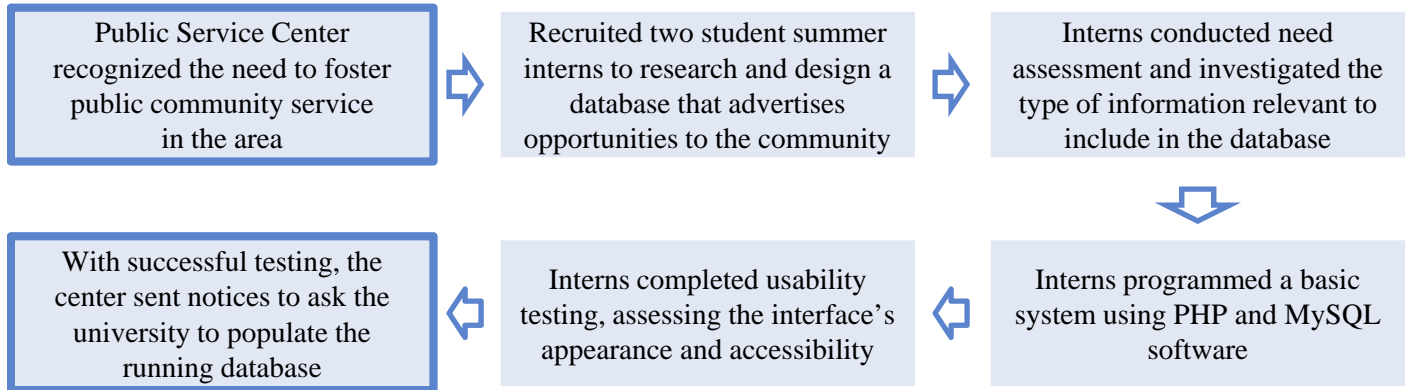 Public Service Center
recognized the need to foster
public community service
in the area
Recruited two student summer
interns to research and design a
database that advertises
opportunities to the community
Interns conducted need
assessment and investigated the
type of information relevant to
include in the database
Interns programmed a basic
system using PHP and MySQL
software
Interns completed usability
testing, assessing the interface’s
appearance and accessibility
With successful testing, the
center sent notices to ask the
university to populate the
running database